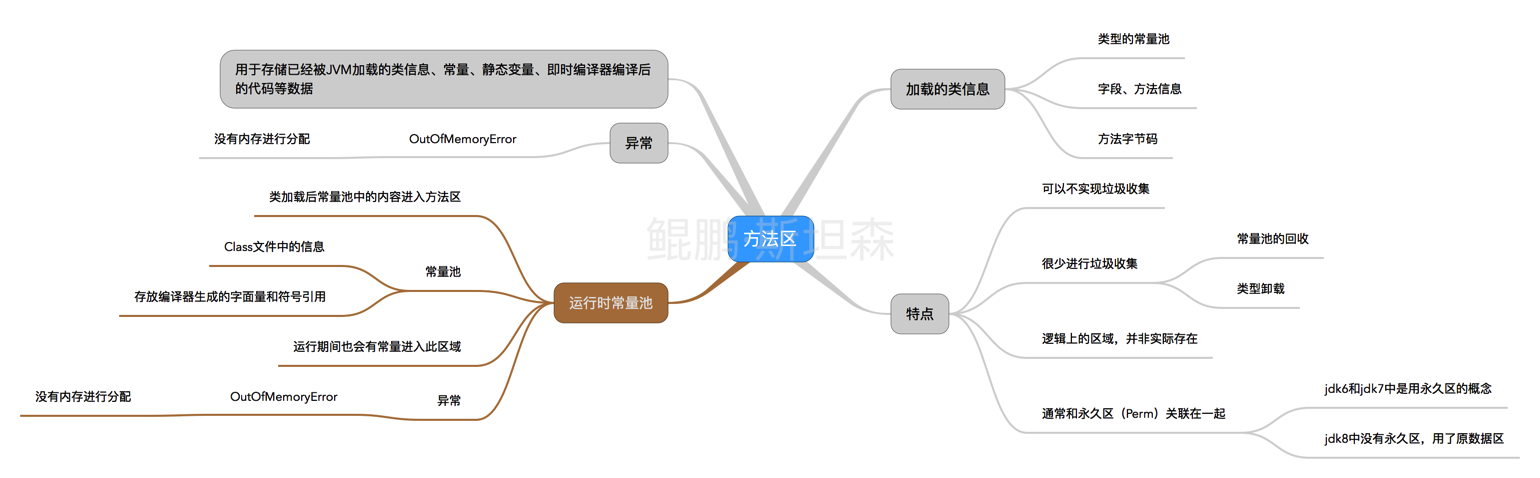 用于存储已经被JVM加载的类信息、常量、静态变量、即时编译器编译后
的代码等数据
没有内存进行分配
OutOfMemoryError
异常
类加载后常量池中的内容进入方法区
Class文件中的信息
常量池
存放编译器生成的字面量和符号引用
运行时常量池
运行期间也会有常量进入此区域
没有内存进行分配
OutOfMemoryError
异常
方法区
鲲鹏 斯坦森
加载的类信息
类型的常量池
字段、方法信息
方法字节码
特点
可以不实现垃圾收集
很少进行垃圾收集
常量池的回收
类型卸载
逻辑上的区域，并非实际存在
通常和永久区（Perm）关联在一起
jdk6和jdk7中是用永久区的概念
jdk8中没有永久区，用了原数据区